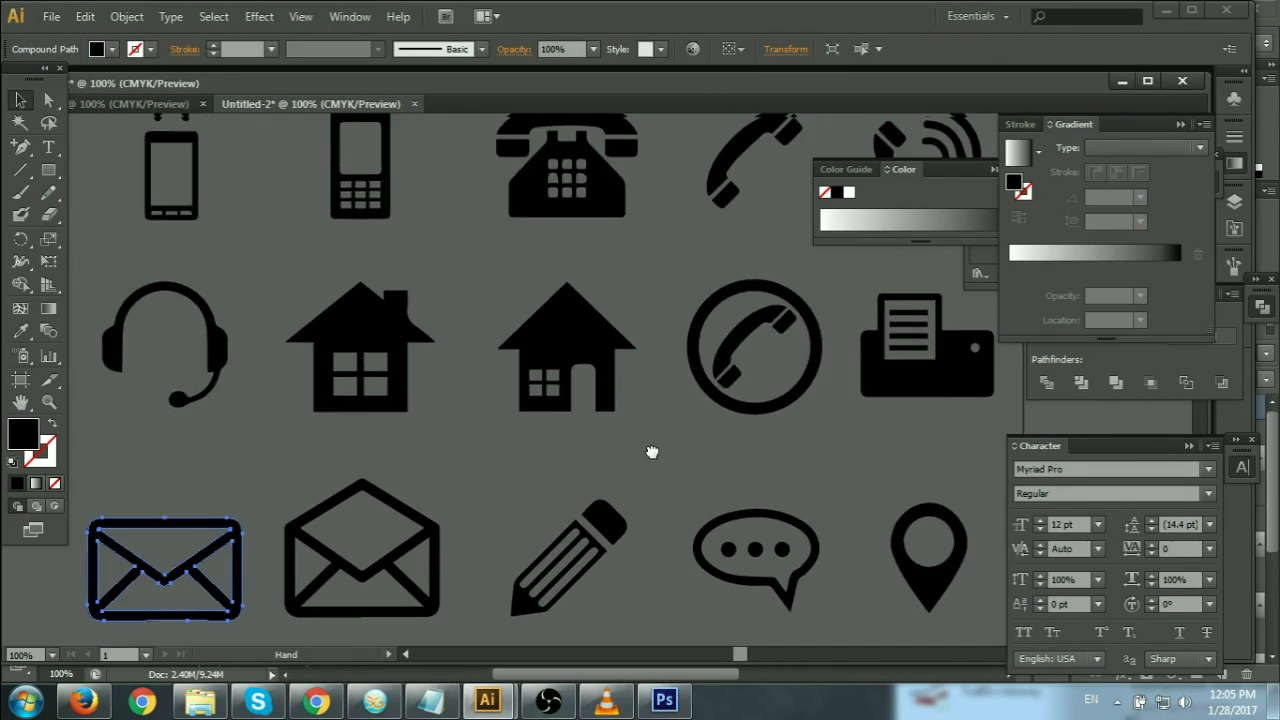 Ai File Edit Object Type Select Effect View Window Help Br Essentials
Compound Path Stroke: Basic Opacity: 100% Style: Transform
* @ 100% (CMYK/Preview)
@ 100% (CMYK/Preview) Untitled-2* @ 100% (CMYK/Preview)
Stroke Gradient
Type:
Color Guide Color
Stroke:
Opacity:
Location:
Pathfinders:
Character
Myriad Pro
Regular
12 pt (14.4 pt)
Auto 0
100% 100%
0 pt 0°
English: USA Sharp
100% 1 Hand
100% Doc: 2.40M/9.24M
Ai Ps EN 12:05 PM
1/28/2017